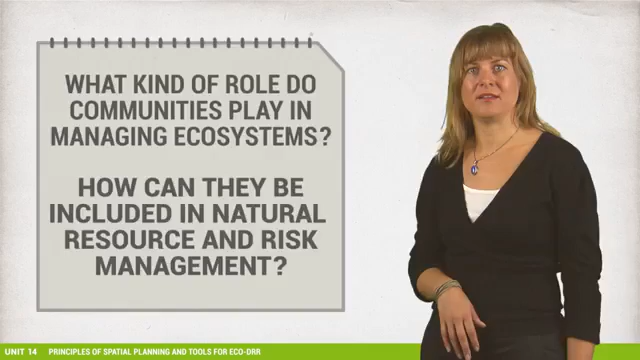 WHAT KIND OF ROLE DO
COMMUNITIES PLAY IN
MANAGING ECOSYSTEMS?
HOW CAN THEY BE
INCLUDED IN NATURAL
RESOURCE AND RISK
MANAGEMENT?
UNIT 14 PRINCIPLES OF SPATIAL PLANNING AND TOOLS FOR ECO-DRR